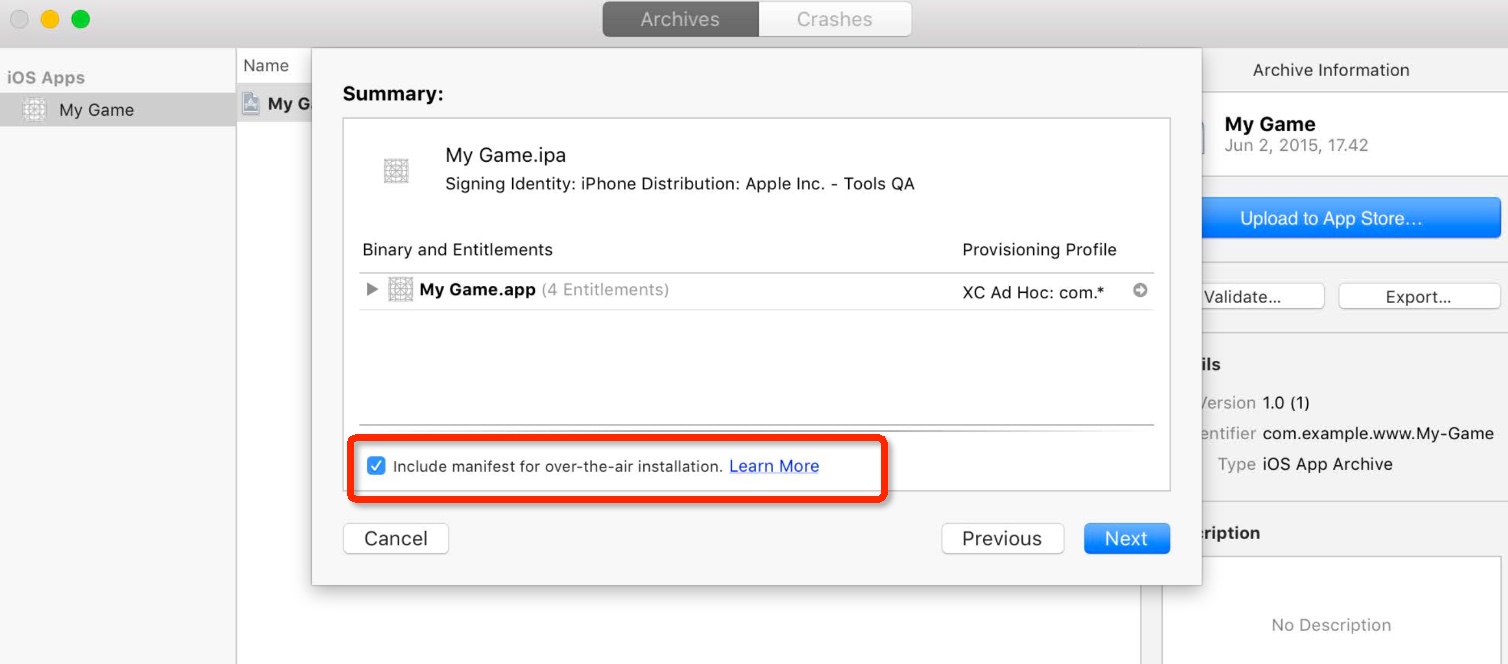 Archives
Crashes
iOS Apps
My Game
Name
My G
Summary:
My Game.ipa
Signing Identity: iPhone Distribution: Apple Inc. - Tools QA
Binary and Entitlements
Provisioning Profile
My Game.app (4 Entitlements)
XC Ad Hoc: com.*
Include manifest for over-the-air installation. Learn More
Cancel
Previous
Next
Archive Information
My Game
Jun 2, 2015, 17.42
Upload to App Store...
Validate...
Export...
ils
Version 1.0 (1)
entifier com.example.www.My-Game
Type iOS App Archive
cription
No Description